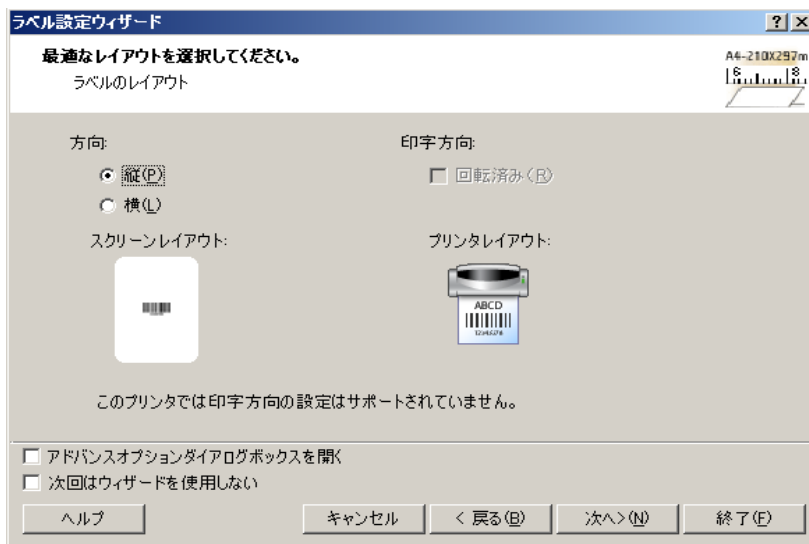 ラベル設定ウィザード
最適なレイアウトを選択してください。
ラベルのレイアウト
A4-210X297m
方向:
印字方向:
縦(P)
回転済み(R)
横(L)
スクリーンレイアウト:
プリンタレイアウト:
ABCD
12345678
このプリンタでは印字方向の設定はサポートされていません。
アドバンスオプションダイアログボックスを開く
次回はウィザードを使用しない
ヘルプ
キャンセル
< 戻る(B)
次へ>(N)
終了(F)